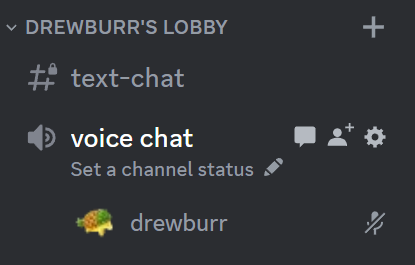 DREWBURR'S LOBBY
text-chat
voice chat
Set a channel status
drewburr